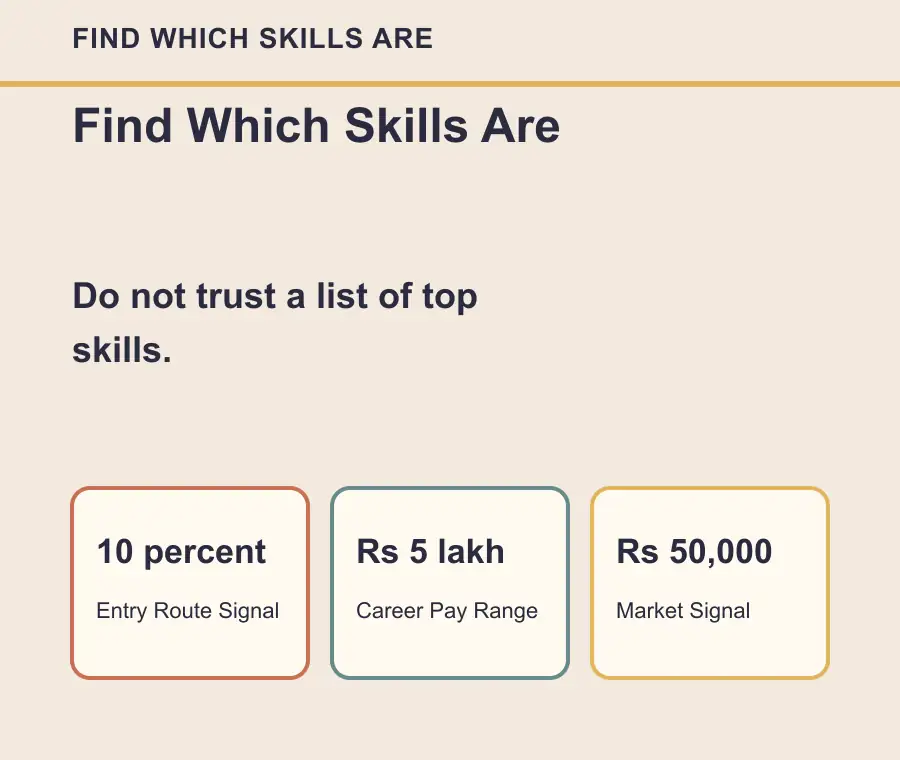 FIND WHICH SKILLS ARE
Find Which Skills Are
Do not trust a list of top
skills.
10 percent
Entry Route Signal
Rs 5 lakh
Career Pay Range
Rs 50,000
Market Signal